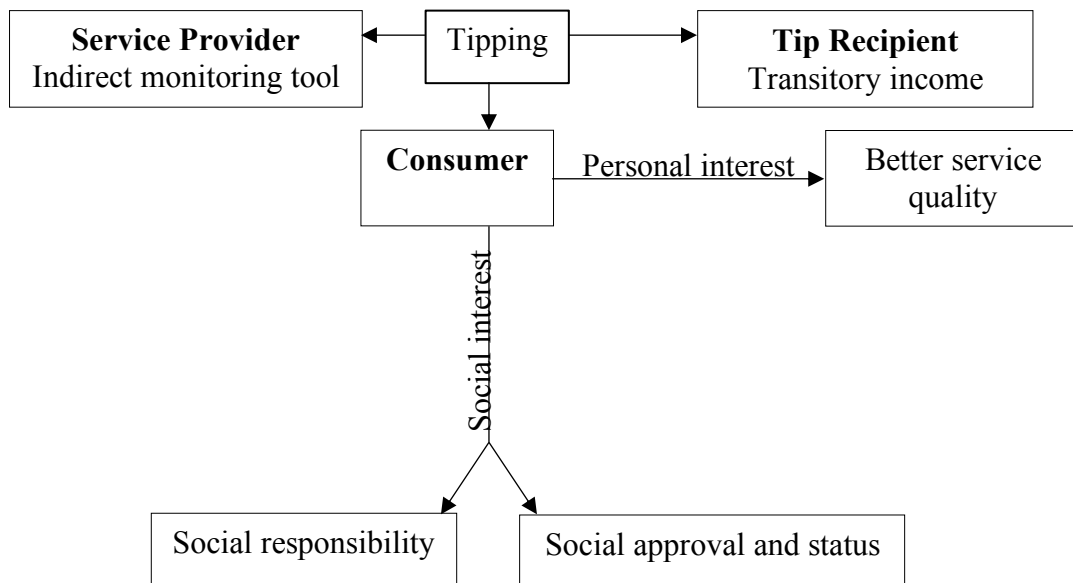 Service Provider
Indirect monitoring tool
Tipping
Tip Recipient
Transitory income
Consumer
Personal interest
Better service
quality
Social interest
Social responsibility
Social approval and status